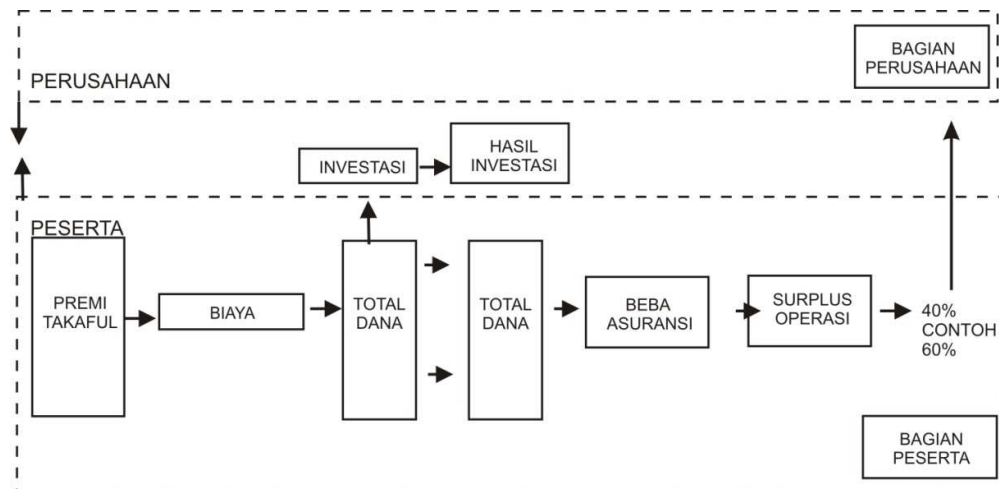 BAGIAN
PERUSAHAAN
PERUSAHAAN
INVESTASI
HASIL
INVESTASI
PESERTA
PREMI
TAKAFUL
BIAYA
TOTAL
DANA
TOTAL
DANA
BEBA
ASURANSI
SURPLUS
OPERASI
40%
CONTOH
60%
BAGIAN
PESERTA